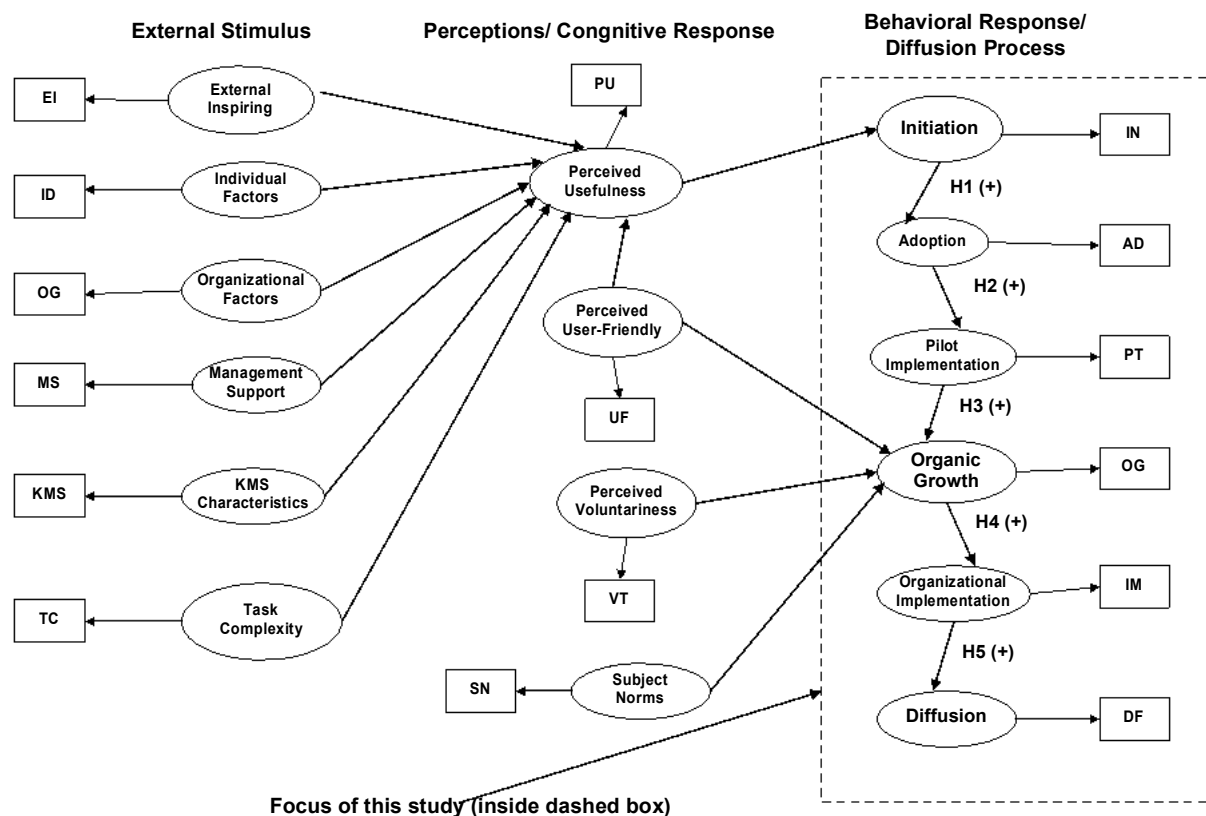 External Stimulus
Perceptions/ Congnitive Response
Behavioral Response/
Diffusion Process
EI
External
Inspiring
ID
Individual
Factors
OG
Organizational
Factors
MS
Management
Support
KMS
KMS
Characteristics
TC
Task
Complexity
PU
Perceived
Usefulness
Perceived
User-Friendly
UF
Perceived
Voluntariness
VT
SN
Subject
Norms
Initiation
IN
H1 (+)
Adoption
AD
H2 (+)
Pilot
Implementation
PT
H3 (+)
Organic
Growth
OG
H4 (+)
Organizational
Implementation
IM
H5 (+)
Diffusion
DF
Focus of this study (inside dashed box)